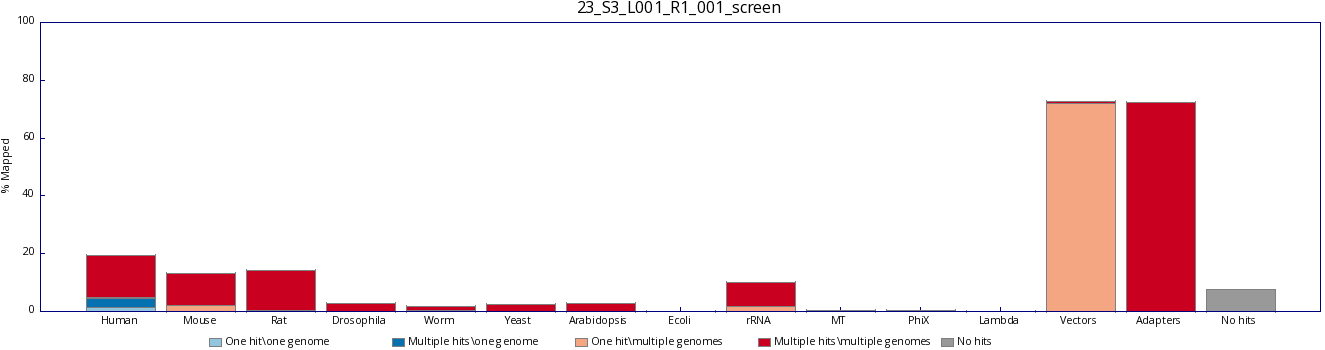 23_S3_L001_R1_001_screen
100
80
60
40
20
0
% Mapped
Human Mouse Rat Drosophila Worm Yeast Arabidopsis Ecoli rRNA MT PhiX Lambda Vectors Adapters No hits
One hit\one genome Multiple hits\one genome One hit\multiple genomes Multiple hits\multiple genomes No hits